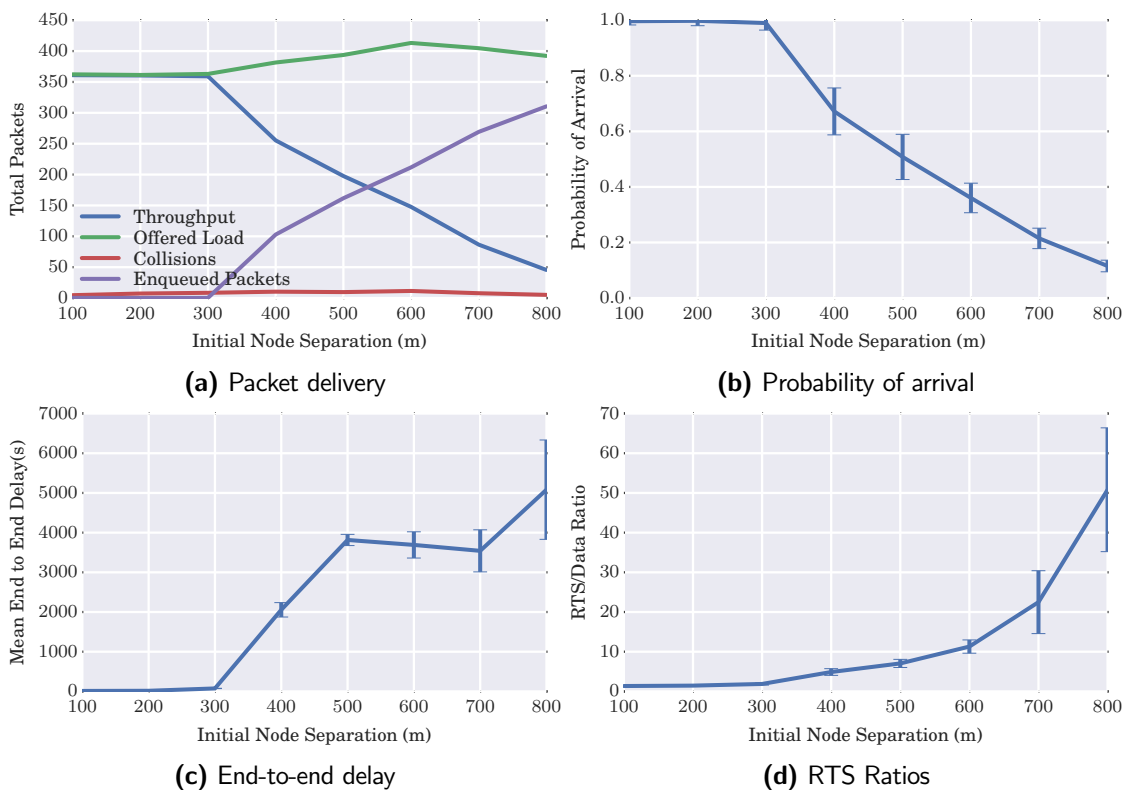 450
400
350
300
250
200
150
100
50
0
Total Packets
Throughput
Offered Load
Collisions
Enqueued Packets
100 200 300 400 500 600 700 800
Initial Node Separation (m)
(a) Packet delivery
1.0
0.8
0.6
0.4
0.2
0.0
Probability of Arrival
100 200 300 400 500 600 700 800
Initial Node Separation (m)
(b) Probability of arrival
7000
6000
5000
4000
3000
2000
1000
0
Mean End to End Delay(s)
100 200 300 400 500 600 700 800
Initial Node Separation (m)
(c) End-to-end delay
70
60
50
40
30
20
10
0
RTS/Data Ratio
100 200 300 400 500 600 700 800
Initial Node Separation (m)
(d) RTS Ratios